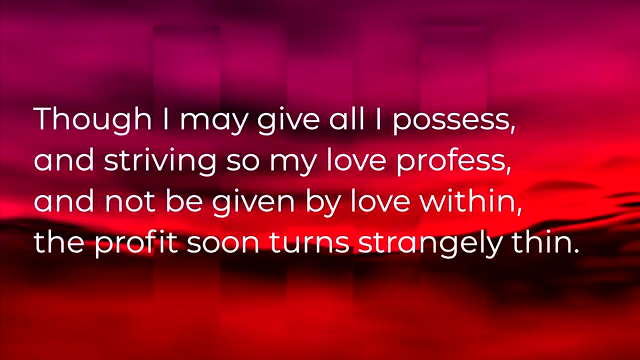 Though I may give all I possess,
and striving so my love profess,
and not be given by love within,
the profit soon turns strangely thin.